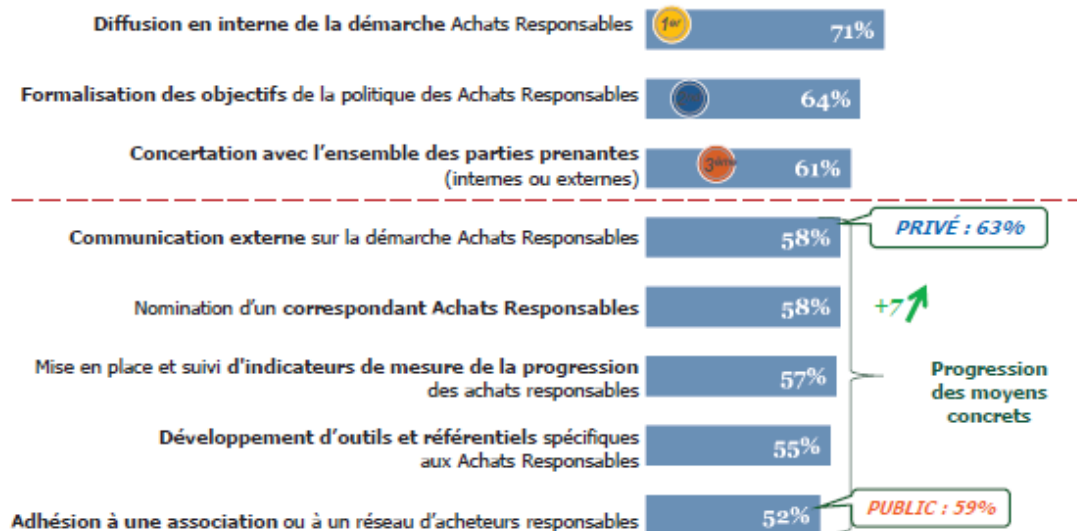 Diffusion en interne de la démarche Achats Responsables
1er
71%
Formalisation des objectifs de la politique des Achats Responsables
64%
Concertation avec l'ensemble des parties prenantes
(internes ou externes)
3ème
61%
Communication externe sur la démarche Achats Responsables
58%
PRIVÉ : 63%
Nomination d'un correspondant Achats Responsables
58%
+7
Mise en place et suivi d'indicateurs de mesure de la progression
des achats responsables
57%
Progression
des moyens
concrets
Développement d'outils et référentiels spécifiques
aux Achats Responsables
55%
Adhésion à une association ou à un réseau d'acheteurs responsables
52%
PUBLIC : 59%